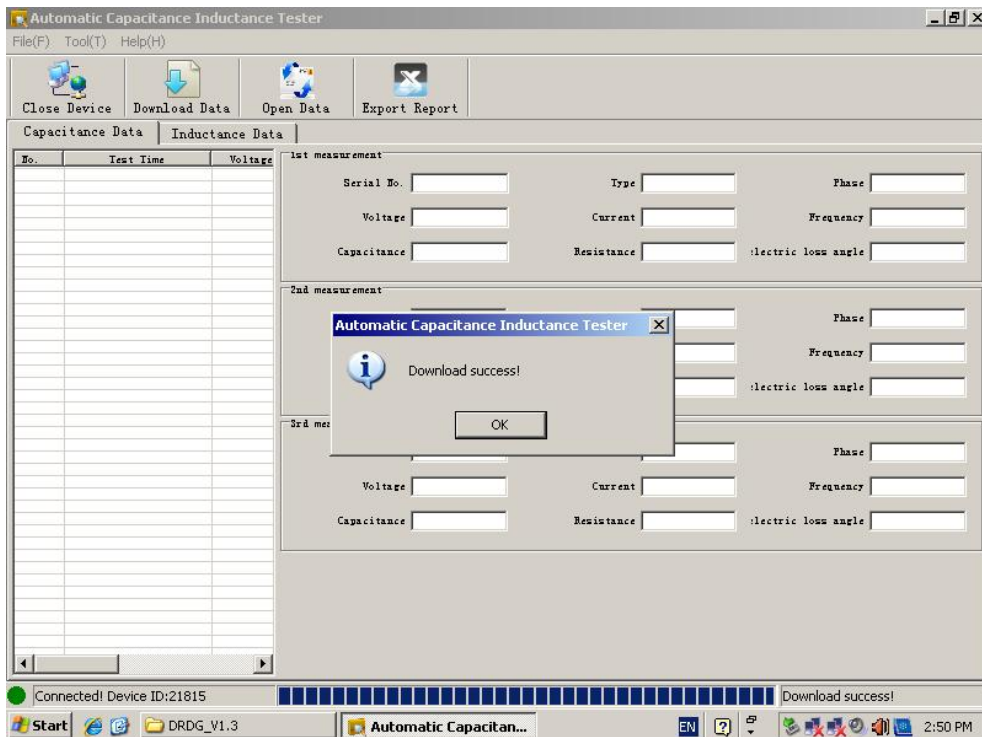 Automatic Capacitance Inductance Tester
File(F) Tool(T) Help(H)
Close Device Download Data Open Data Export Report
Capacitance Data Inductance Data
No. Test Time Voltage
1st measurement
Serial No. Type Phase
Voltage Current Frequency
Capacitance Resistance electric loss angle
2nd measurement
Phase
Frequency
electric loss angle
Automatic Capacitance Inductance Tester
Download success!
OK
3rd mea
Phase
Voltage Current Frequency
Capacitance Resistance electric loss angle
Connected! Device ID:21815 Download success!
Start DRDG_V1.3 Automatic Capacitan... EN 2:50 PM